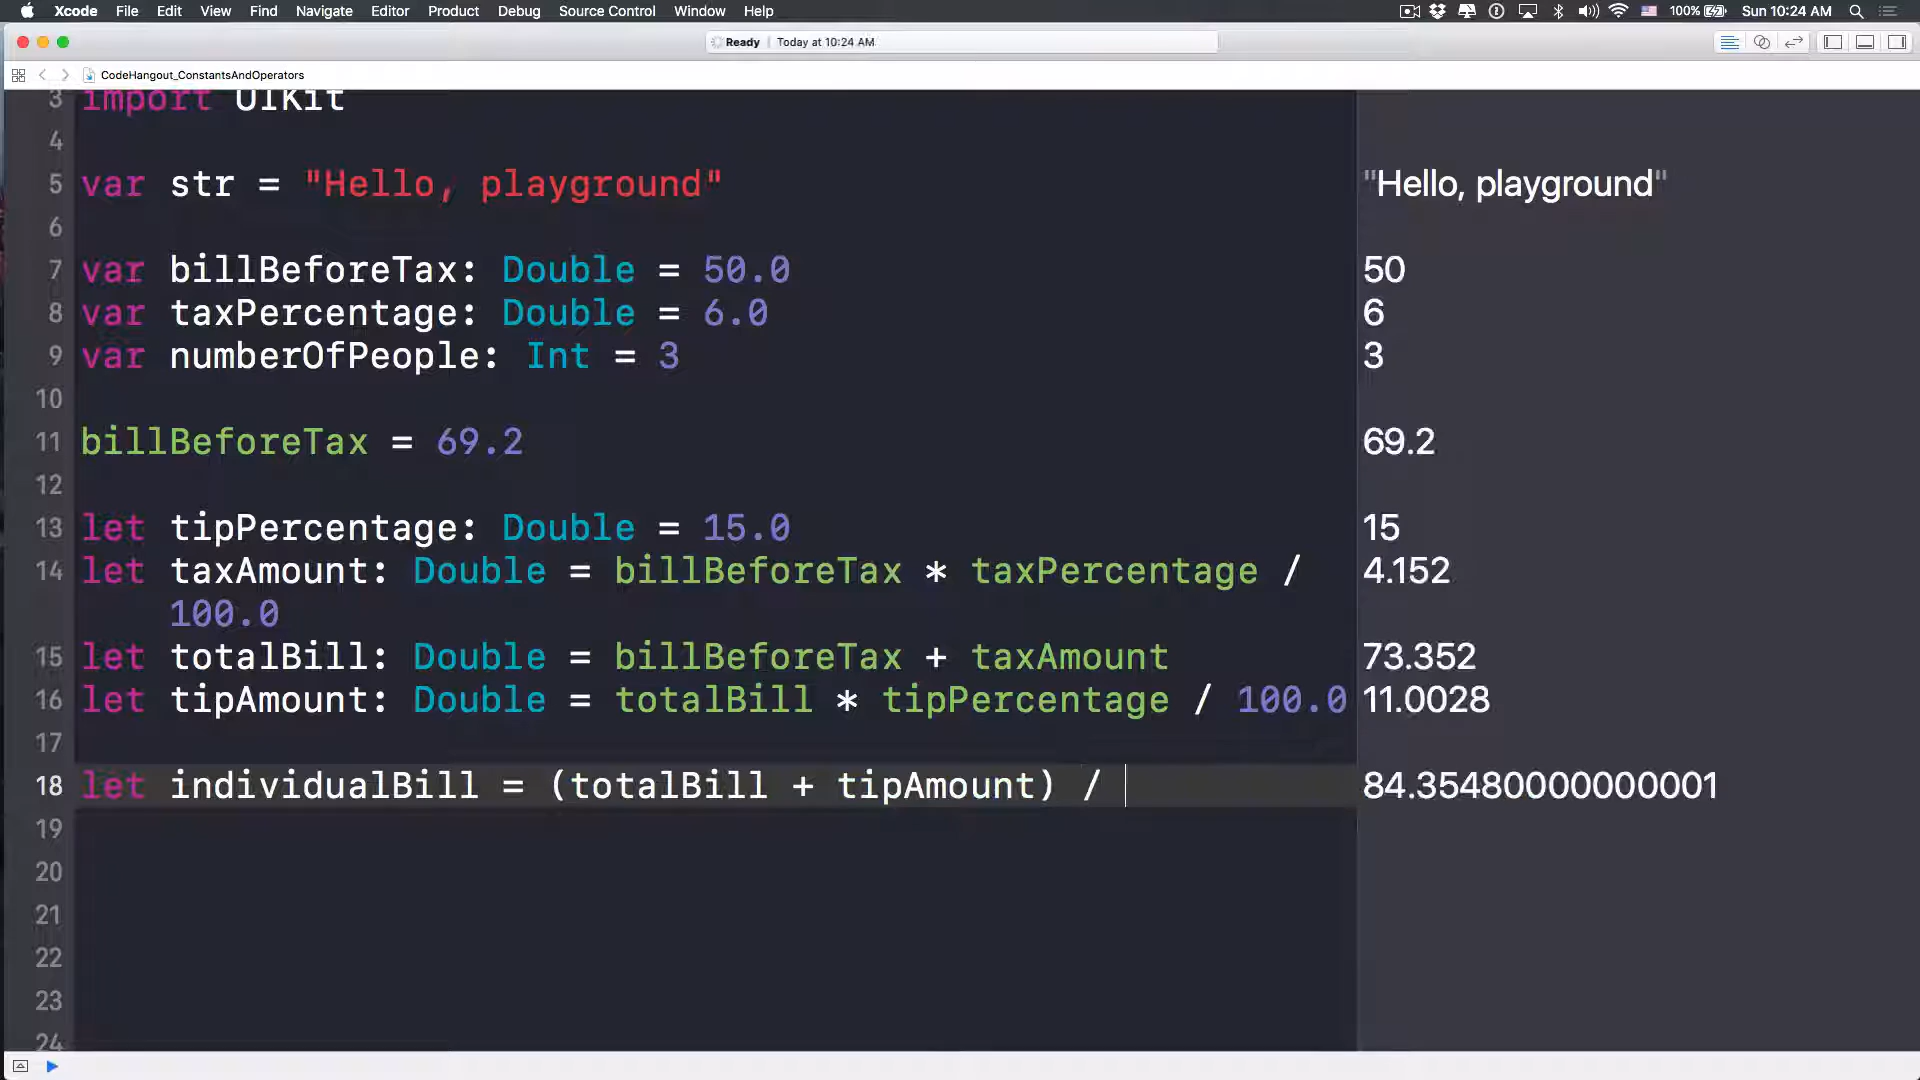 Xcode File Edit View Find Navigate Editor Product Debug Source Control Window Help 100% Sun 10:24 AM
Ready Today at 10:24 AM
CodeHangout_ConstantsAndOperators
3 import UIKit
4
5 var str = "Hello, playground" "Hello, playground"
6
7 var billBeforeTax: Double = 50.0 50
8 var taxPercentage: Double = 6.0 6
9 var numberOfPeople: Int = 3 3
10
11 billBeforeTax = 69.2 69.2
12
13 let tipPercentage: Double = 15.0 15
14 let taxAmount: Double = billBeforeTax * taxPercentage / 4.152
100.0
15 let totalBill: Double = billBeforeTax + taxAmount 73.352
16 let tipAmount: Double = totalBill * tipPercentage / 100.0 11.0028
17
18 let individualBill = (totalBill + tipAmount) / 84.35480000000001
19
20
21
22
23
24